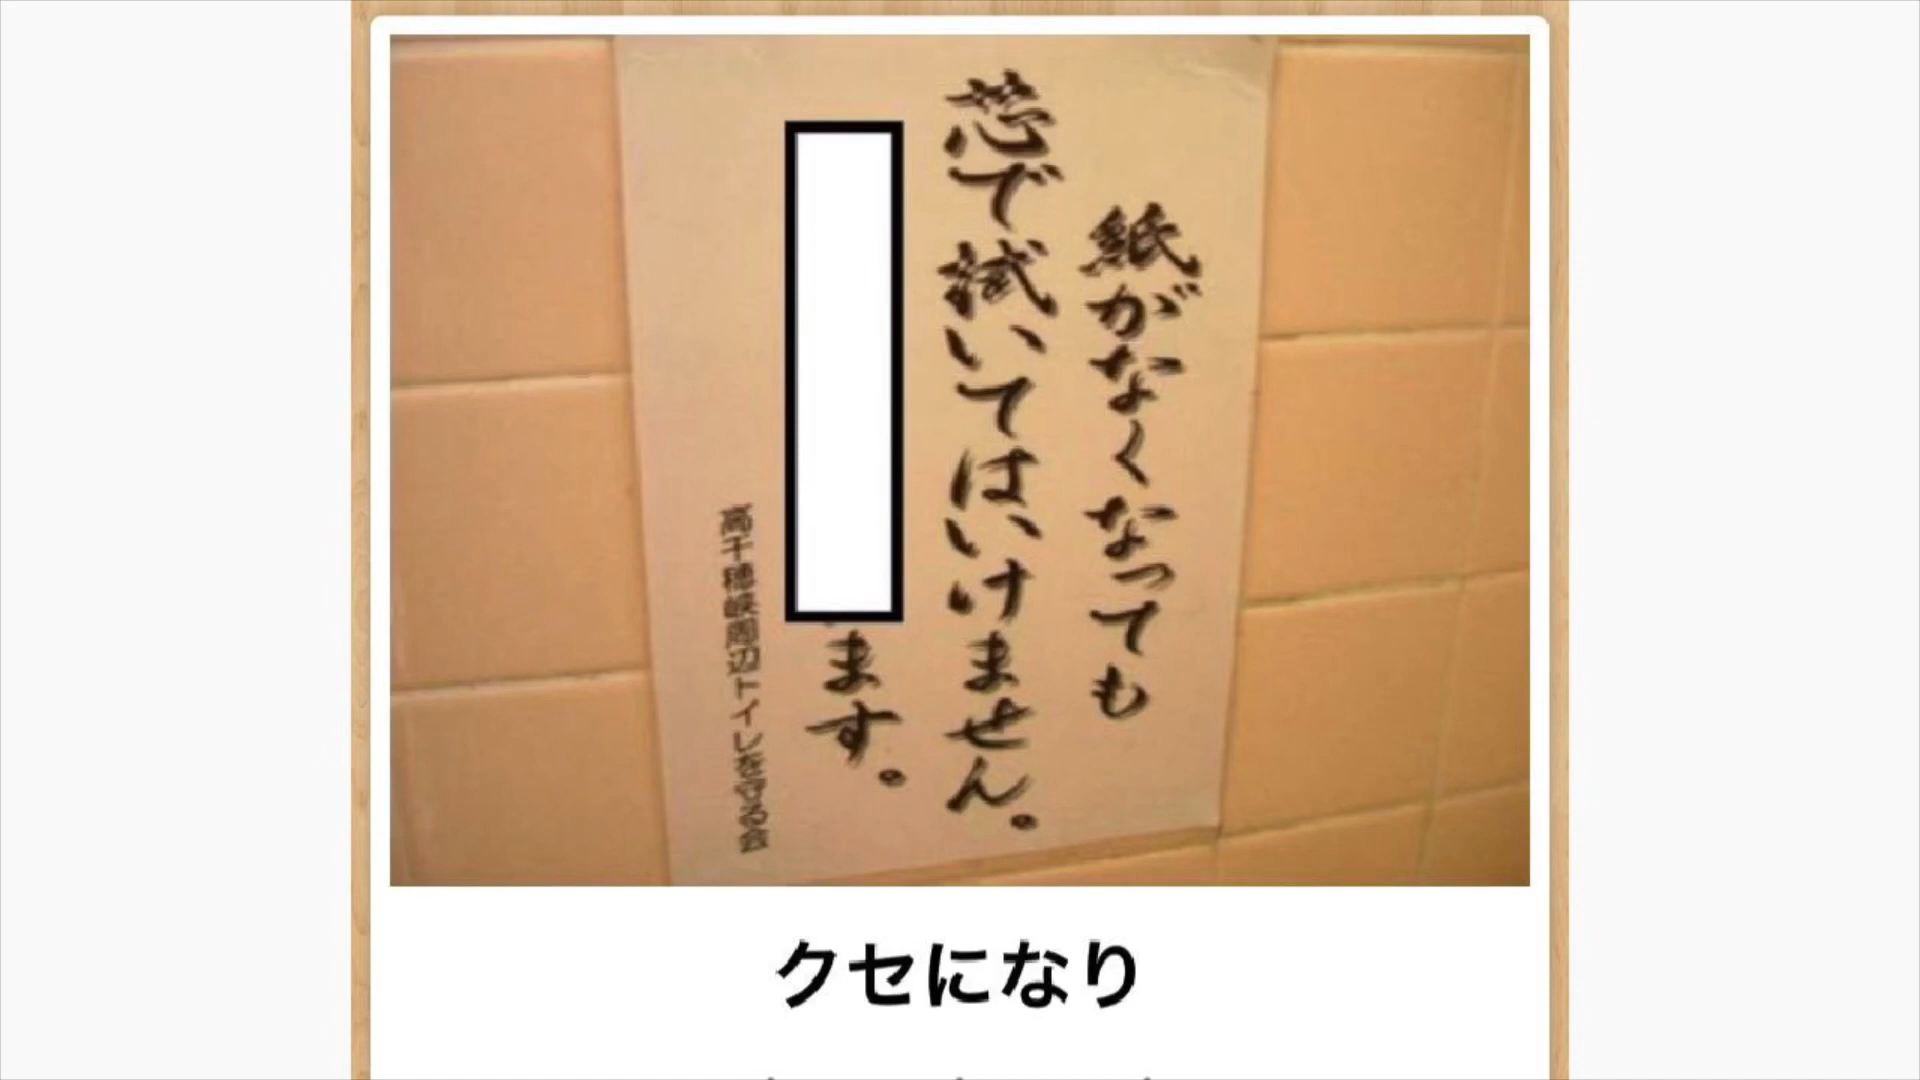 紙がなくなっても
芯で拭いてはいけません。
ます。
高千穂峡周辺トイレを守る会
クセになり